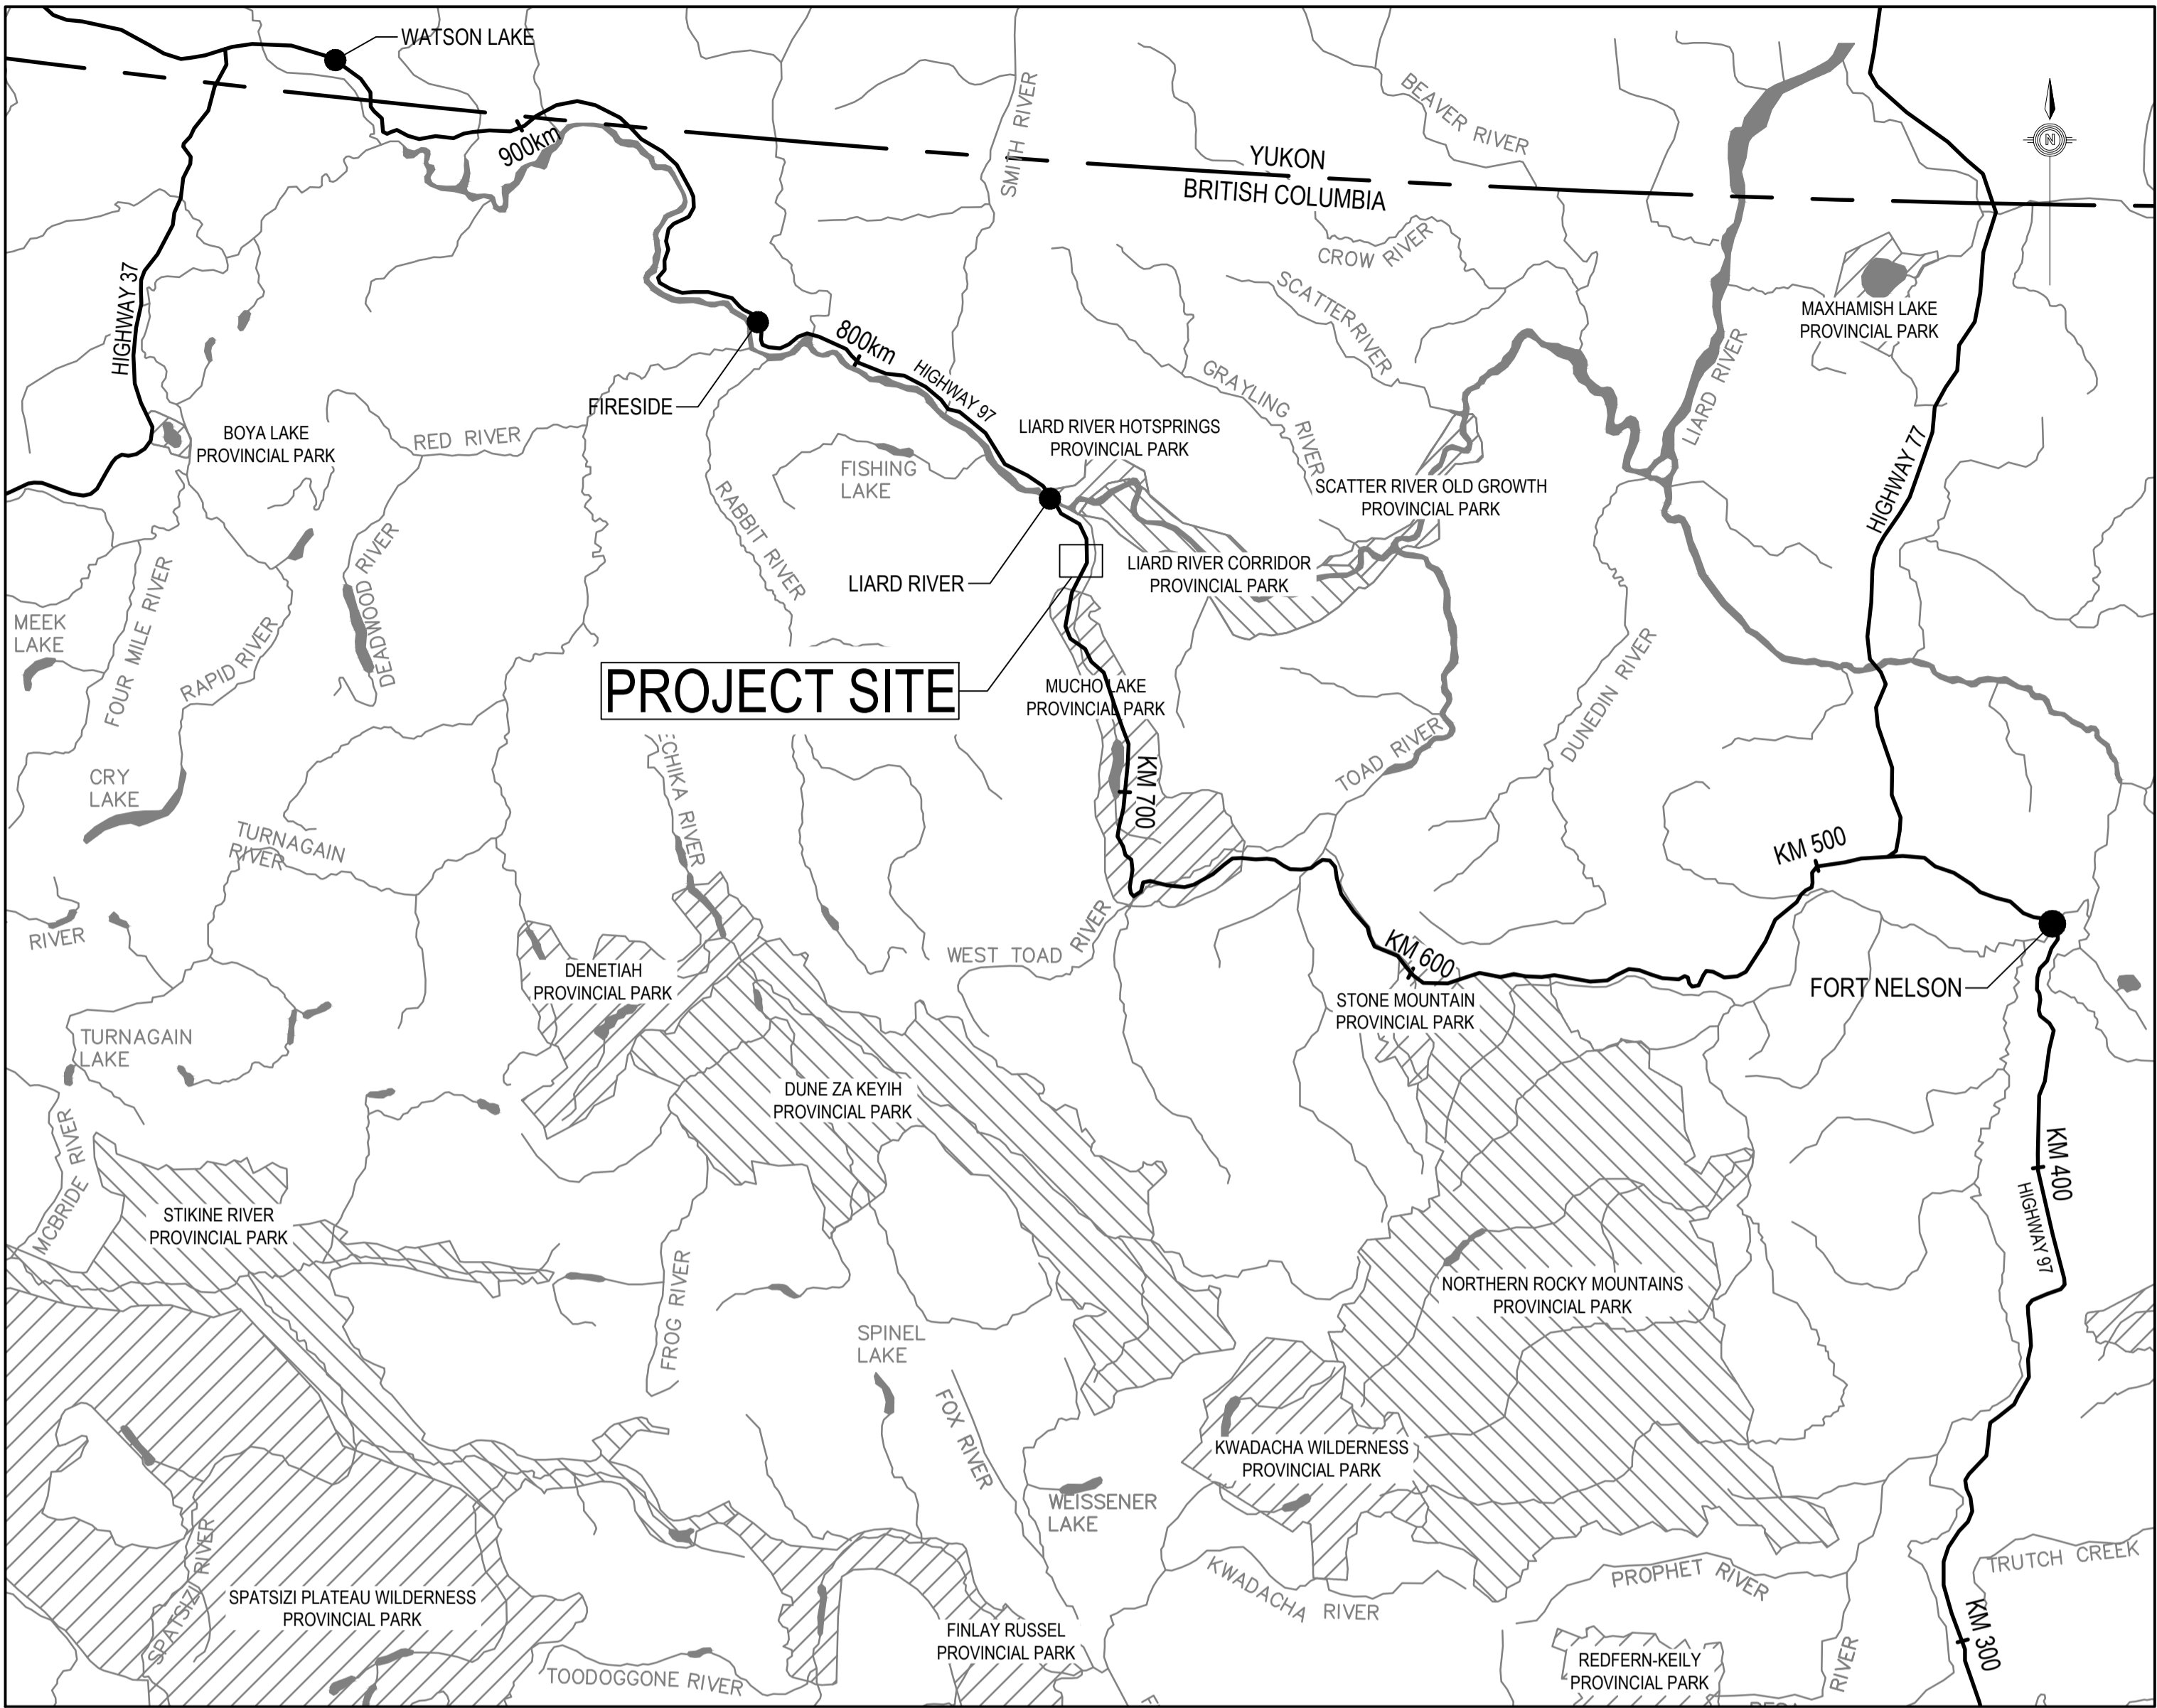 WATSON LAKE
900km
SMITH RIVER
BEAVER RIVER
YUKON
BRITISH COLUMBIA
N
CROW RIVER
SCATTER RIVER
MAXHAMISH LAKE
PROVINCIAL PARK
HIGHWAY 37
800km
HIGHWAY 97
FIRESIDE
GRAYLING RIVER
LIARD RIVER
BOYA LAKE
PROVINCIAL PARK
RED RIVER
FISHING
LAKE
LIARD RIVER HOTSPRINGS
PROVINCIAL PARK
HIGHWAY 77
RABBIT RIVER
SCATTER RIVER OLD GROWTH
PROVINCIAL PARK
DEADWOOD RIVER
LIARD RIVER
LIARD RIVER CORRIDOR
PROVINCIAL PARK
MEEK
LAKE
FOUR MILE RIVER
RAPID RIVER
PROJECT SITE
MUCHO LAKE
PROVINCIAL PARK
DUNEDIN RIVER
TOAD RIVER
CRY
LAKE
ECHIKA RIVER
KM 700
TURNAGAIN
RIVER
KM 500
RIVER
WEST TOAD RIVER
KM 600
DENETIAH
PROVINCIAL PARK
FORT NELSON
STONE MOUNTAIN
PROVINCIAL PARK
TURNAGAIN
LAKE
DUNE ZA KEYIH
PROVINCIAL PARK
MCBRIDE RIVER
KM 400
HIGHWAY 97
STIKINE RIVER
PROVINCIAL PARK
FROG RIVER
NORTHERN ROCKY MOUNTAINS
PROVINCIAL PARK
SPINEL
LAKE
FOX RIVER
KWADACHA WILDERNESS
PROVINCIAL PARK
WEISSENER
LAKE
SPATSIZI RIVER
KWADACHA RIVER
PROPHET RIVER
TRUTCH CREEK
SPATSIZI PLATEAU WILDERNESS
PROVINCIAL PARK
FINLAY RUSSEL
PROVINCIAL PARK
KM 300
REDFERN-KEILY
PROVINCIAL PARK
RIVER
TOODOGGONE RIVER